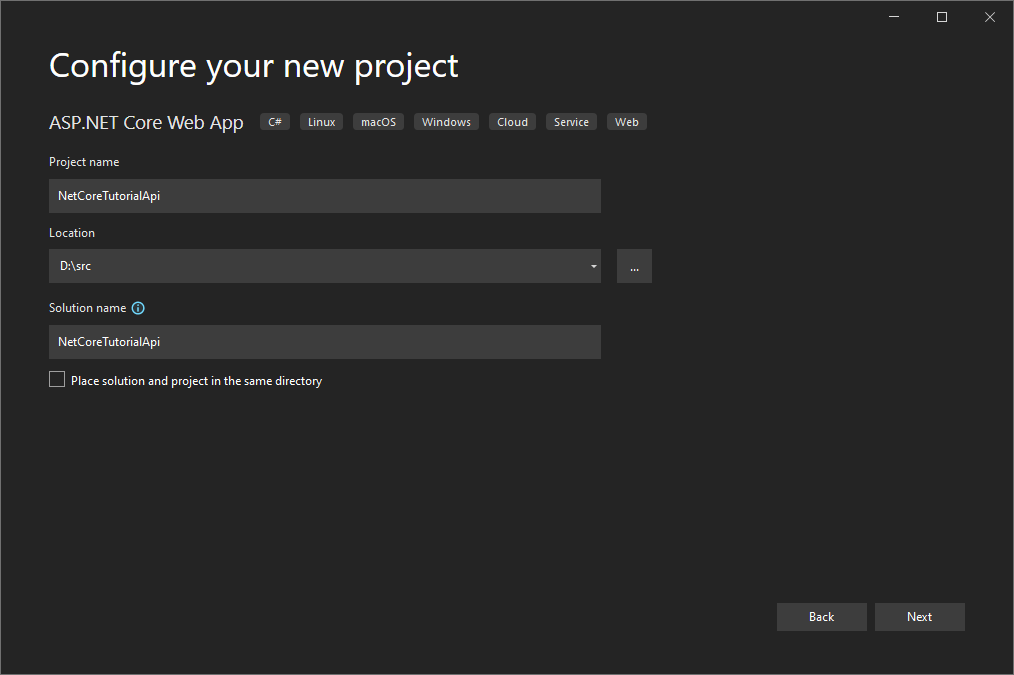 Configure your new project
ASP.NET Core Web App C# Linux macOS Windows Cloud Service Web
Project name
NetCoreTutorialApi
Location
D:\src
...
Solution name
NetCoreTutorialApi
Place solution and project in the same directory
Back Next